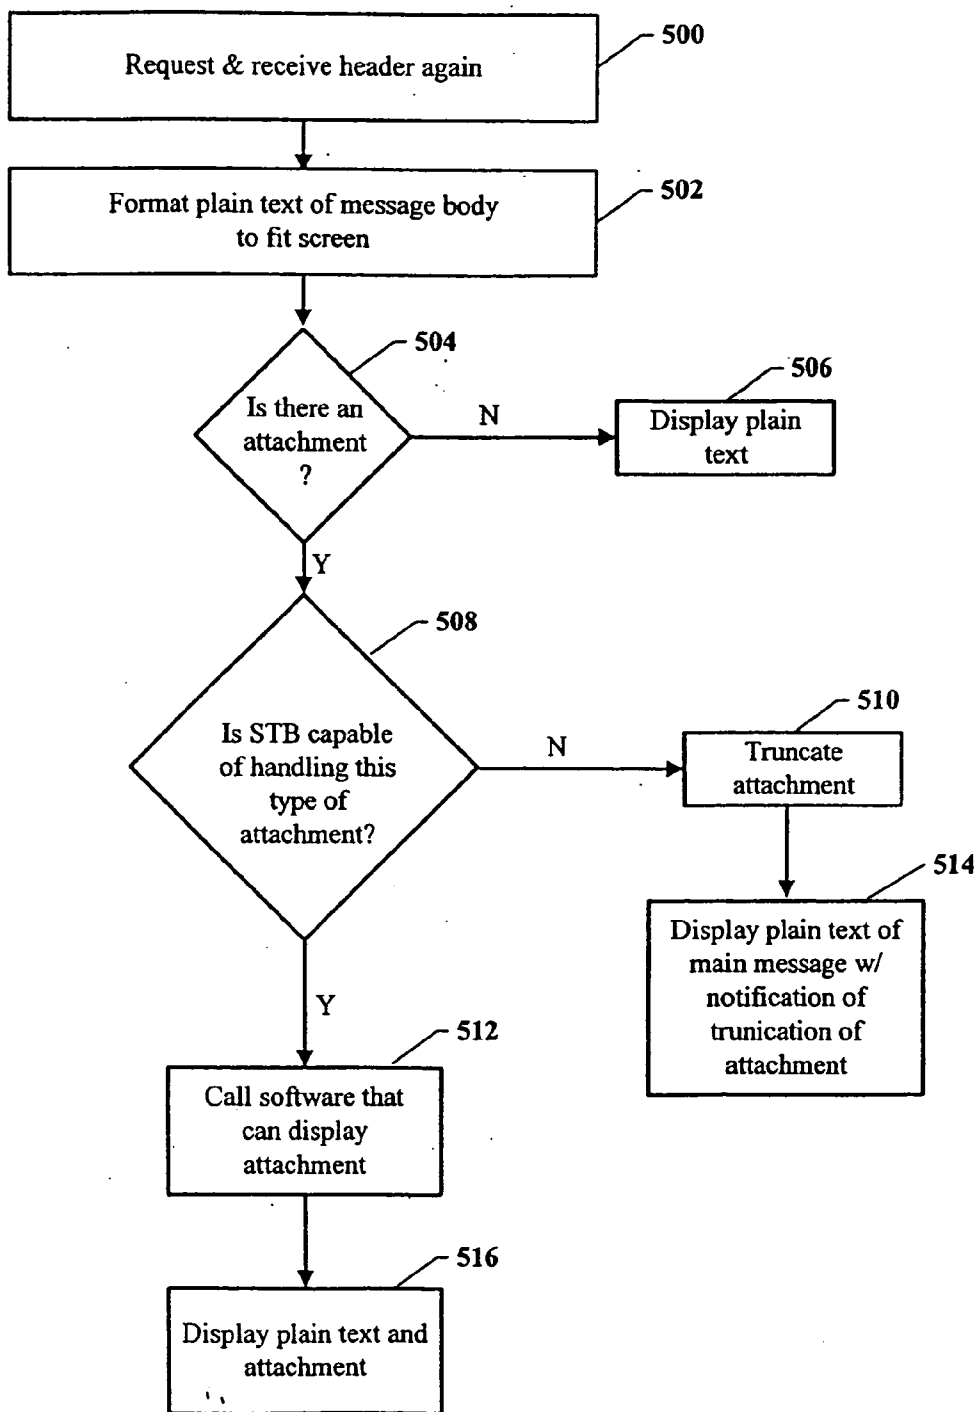 500
Request & receive header again
502
Format plain text of message body
to fit screen
504
Is there an
attachment
?
N
506
Display plain
text
Y
508
Is STB capable
of handling this
type of
attachment?
N
510
Truncate
attachment
514
Display plain text of
main message w/
notification of
trunication of
attachment
Y
512
Call software that
can display
attachment
516
Display plain text and
attachment